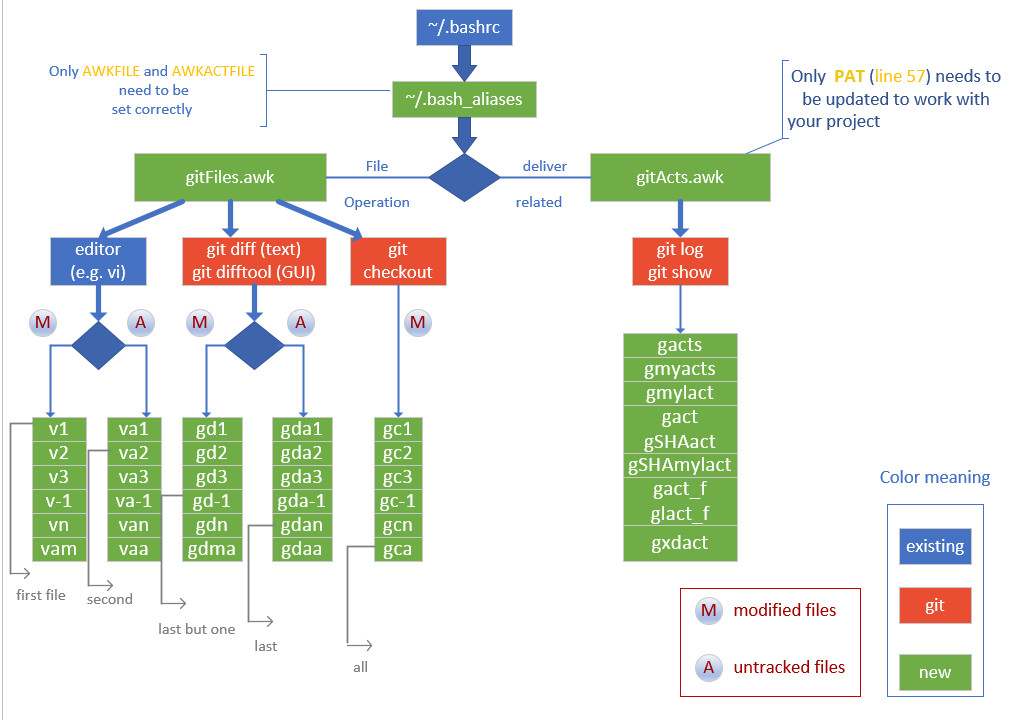 ~/.bashrc
Only AWKFILE and AWKACTFILE
need to be
set correctly
~/.bash_aliases
Only PAT (line 57) needs to
be updated to work with
your project
gitFiles.awk
File
Operation
deliver
related
gitActs.awk
editor
(e.g. vi)
git diff (text)
git difftool (GUI)
git
checkout
git log
git show
M
A
M
A
M
v1
v2
v3
v-1
vn
vam
va1
va2
va3
va-1
van
vaa
gd1
gd2
gd3
gd-1
gdn
gdma
gda1
gda2
gda3
gda-1
gdan
gdaa
gc1
gc2
gc3
gc-1
gcn
gca
gacts
gmyacts
gmylact
gact
gSHAact
gSHAmylact
gact_f
glact_f
gxdact
first file
second
last but one
last
all
M modified files
A untracked files
Color meaning
existing
git
new